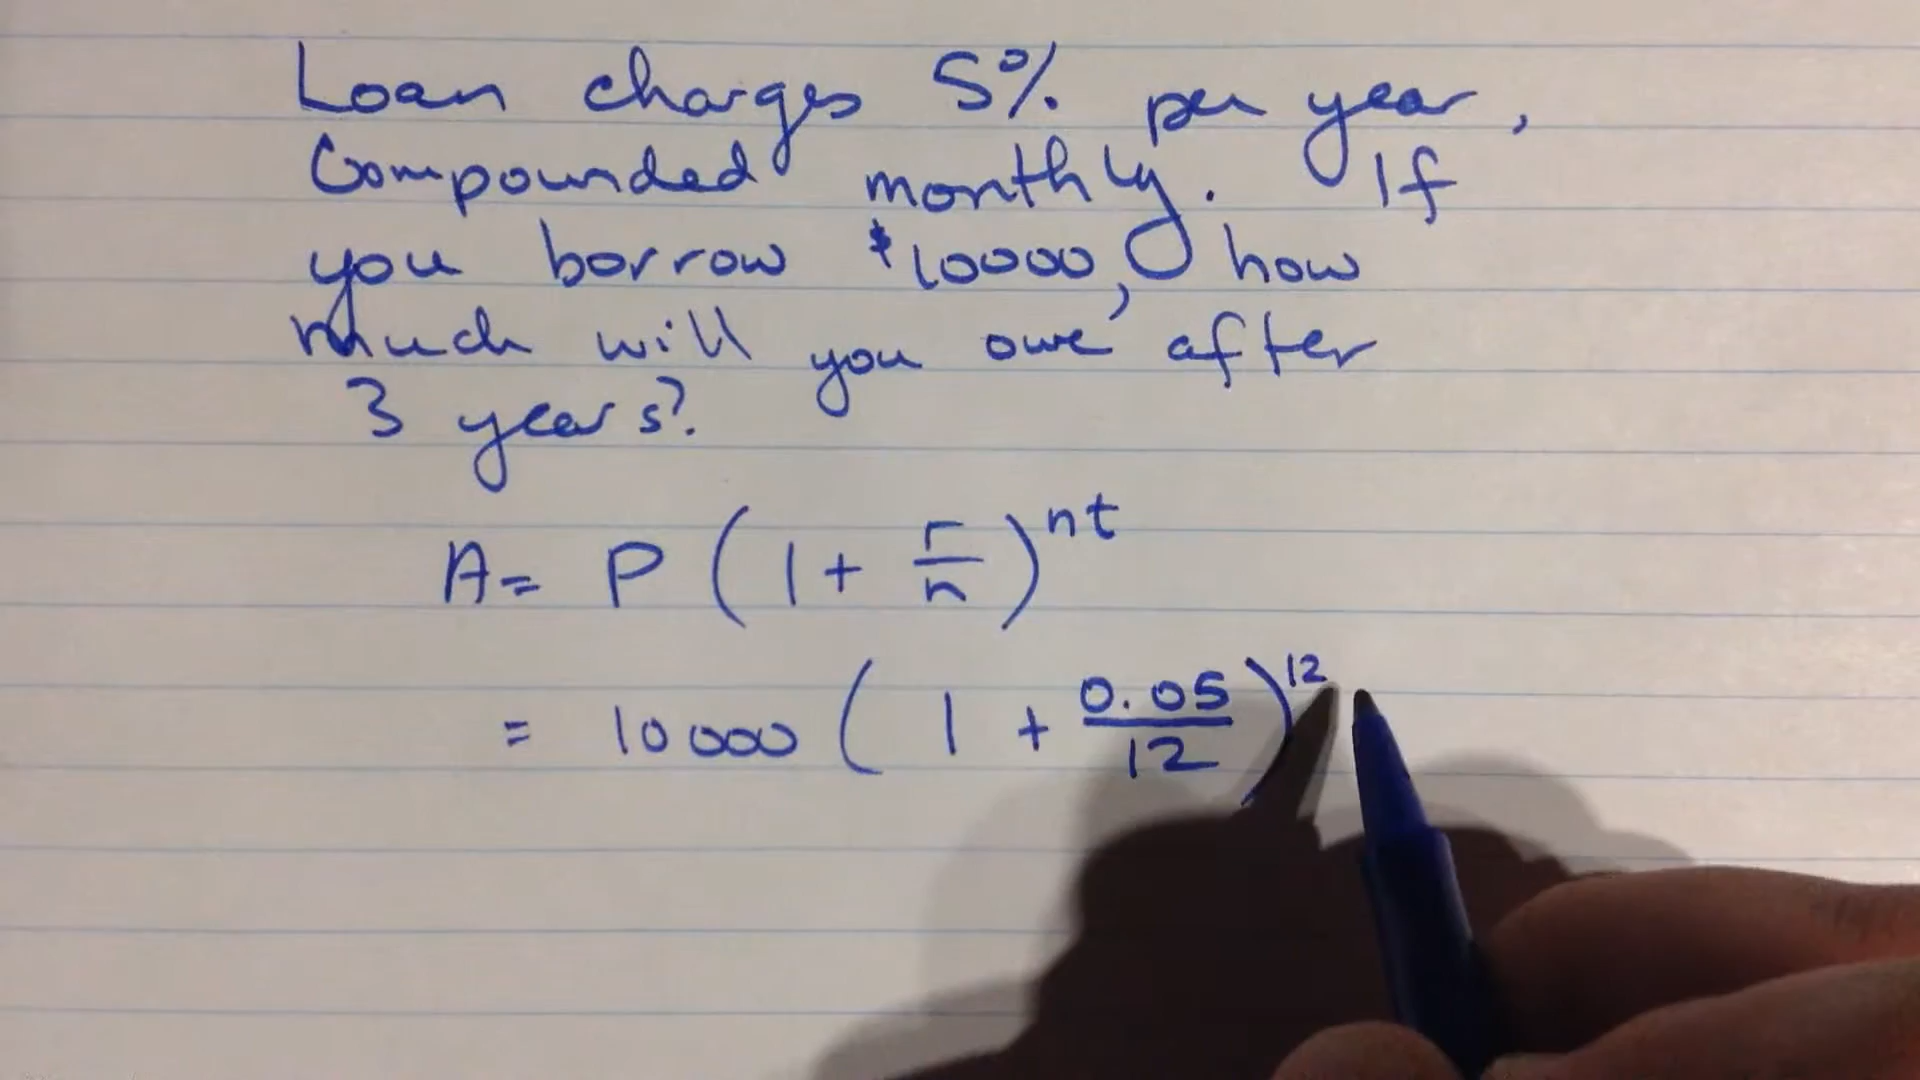 Loan charges 5% per year,
Compounded monthly. If
you borrow $10000, how
much will you owe after
3 years?
A = P ( 1 + r/n )^nt
= 10000 ( 1 + 0.05/12 )^12